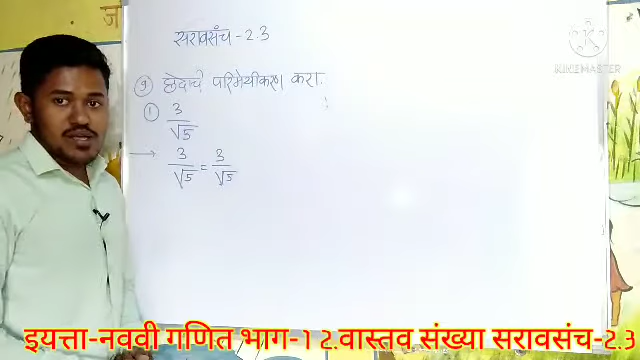 सरावसंच - 2.3
KINEMASTER
१ छेदाचे परिमेयीकरण करा.
1 3/√5
→ 3/√5 = 3/√5
इयत्ता-नववी गणित भाग-1 2.वास्तव संख्या सरावसंच-2.3